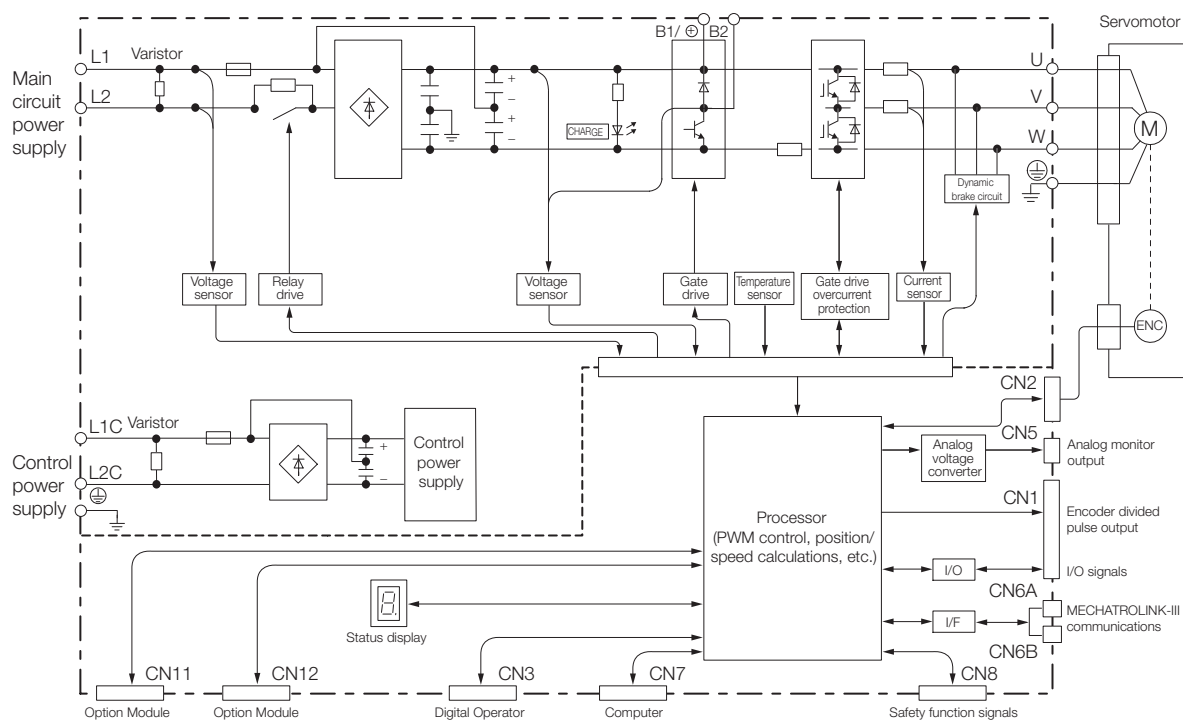 B1/ ⊕ B2
Servomotor
L1
Varistor
U
Main
circuit
power
supply
L2
+
–
+
–
CHARGE
V
M
W
Dynamic
brake circuit
Voltage
sensor
Relay
drive
Voltage
sensor
Gate
drive
Temperature
sensor
Gate drive
overcurrent
protection
Current
sensor
ENC
CN2
L1C
Varistor
+
–
Control
power
supply
L2C
Control
power
supply
CN5
Analog
voltage
converter
Analog monitor
output
CN1
Processor
(PWM control, position/
speed calculations, etc.)
Encoder divided
pulse output
I/O
I/O signals
CN6A
8.
Status display
I/F
MECHATROLINK-III
communications
CN6B
CN11
CN12
CN3
CN7
CN8
Option Module
Option Module
Digital Operator
Computer
Safety function signals